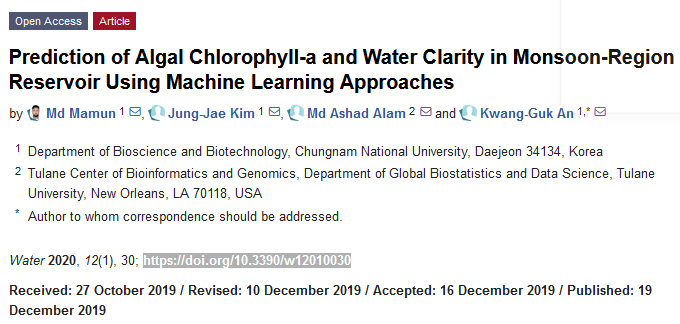 Open Access Article
Prediction of Algal Chlorophyll-a and Water Clarity in Monsoon-Region
Reservoir Using Machine Learning Approaches
by Md Mamun 1, Jung-Jae Kim 1, Md Ashad Alam 2 and Kwang-Guk An 1,*
1 Department of Bioscience and Biotechnology, Chungnam National University, Daejeon 34134, Korea
2 Tulane Center of Bioinformatics and Genomics, Department of Global Biostatistics and Data Science, Tulane
University, New Orleans, LA 70118, USA
* Author to whom correspondence should be addressed.
Water 2020, 12(1), 30; https://doi.org/10.3390/w12010030
Received: 27 October 2019 / Revised: 10 December 2019 / Accepted: 16 December 2019 / Published: 19
December 2019